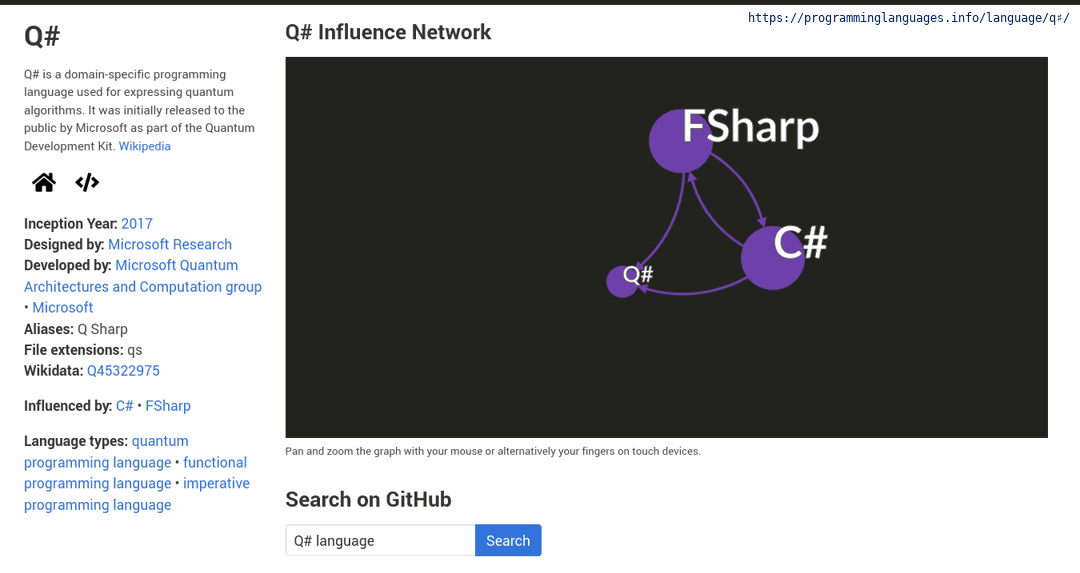 https://programminglanguages.info/language/q♯/
Q#
Q# is a domain-specific programming
language used for expressing quantum
algorithms. It was initially released to the
public by Microsoft as part of the Quantum
Development Kit. Wikipedia
Inception Year: 2017
Designed by: Microsoft Research
Developed by: Microsoft Quantum
Architectures and Computation group
• Microsoft
Aliases: Q Sharp
File extensions: qs
Wikidata: Q45322975
Influenced by: C# • FSharp
Language types: quantum
programming language • functional
programming language • imperative
programming language
Q# Influence Network
FSharp
C#
Q#
Pan and zoom the graph with your mouse or alternatively your fingers on touch devices.
Search on GitHub
Q# language
Search